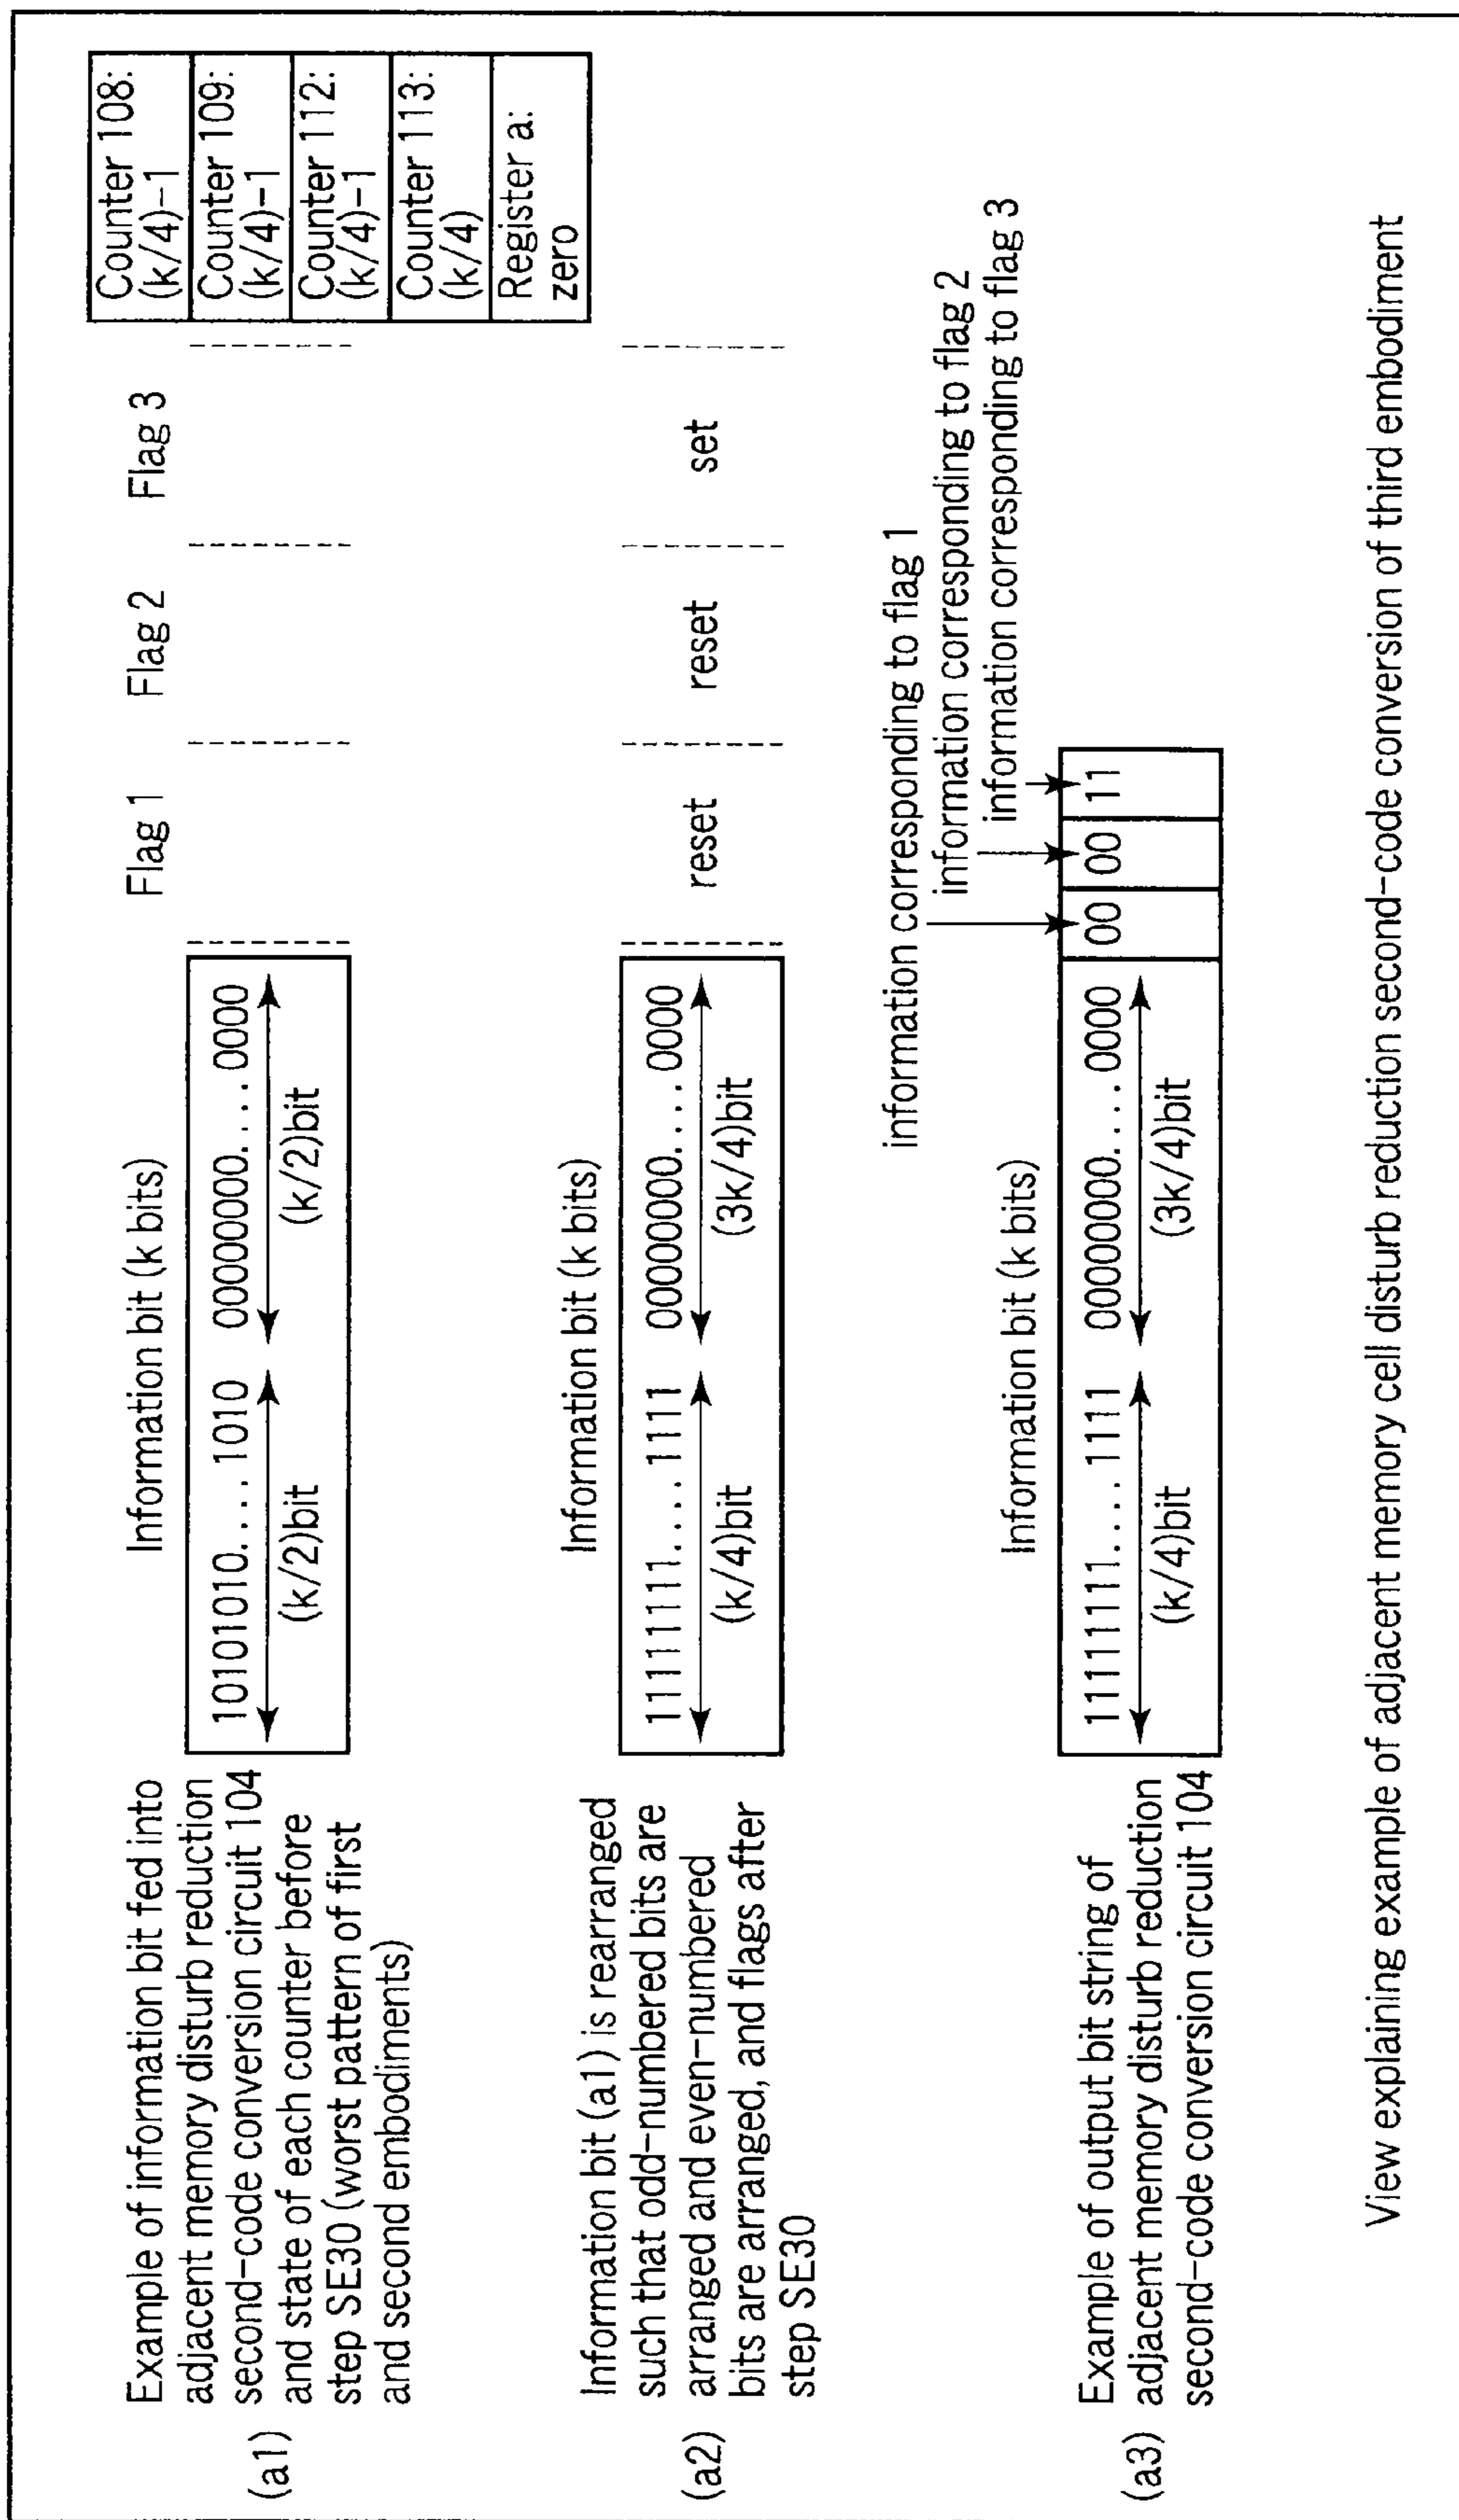 (a1)
Example of information bit fed into
adjacent memory disturb reduction
second-code conversion circuit 104
and state of each counter before
step SE30 (worst pattern of first
and second embodiments)
Information bit (k bits)
10101010.... 1010 00000000.... 0000
(k/2)bit (k/2)bit
Flag 1 Flag 2 Flag 3
Counter 108:
(k/4)-1
Counter 109:
(k/4)-1
Counter 112:
(k/4)-1
Counter 113:
(k/4)
Register a:
zero
(a2)
Information bit (a1) is rearranged
such that odd-numbered bits are
arranged and even-numbered
bits are arranged, and flags after
step SE30
Information bit (k bits)
11111111.... 1111 00000000.... 0000
(k/4)bit (3k/4)bit
reset reset set
(a3)
Example of output bit string of
adjacent memory disturb reduction
second-code conversion circuit 104
Information bit (k bits)
11111111.... 1111 00000000.... 0000 00 00 11
(k/4)bit (3k/4)bit
information corresponding to flag 1
information corresponding to flag 2
information corresponding to flag 3
View explaining example of adjacent memory cell disturb reduction second-code conversion of third embodiment